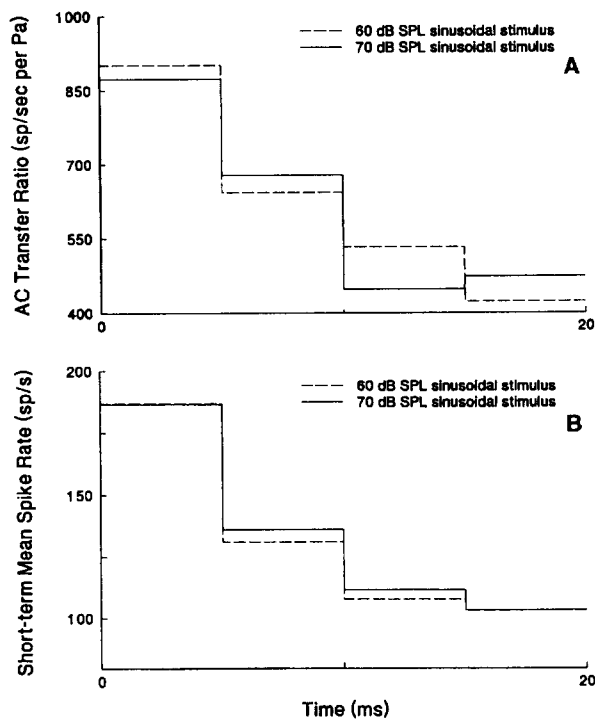 1000
850
700
550
400
AC Transfer Ratio (sp/sec per Pa)
60 dB SPL sinusoidal stimulus
70 dB SPL sinusoidal stimulus
A
0
20
200
150
100
Short-term Mean Spike Rate (sp/s)
60 dB SPL sinusoidal stimulus
70 dB SPL sinusoidal stimulus
B
0
20
Time (ms)